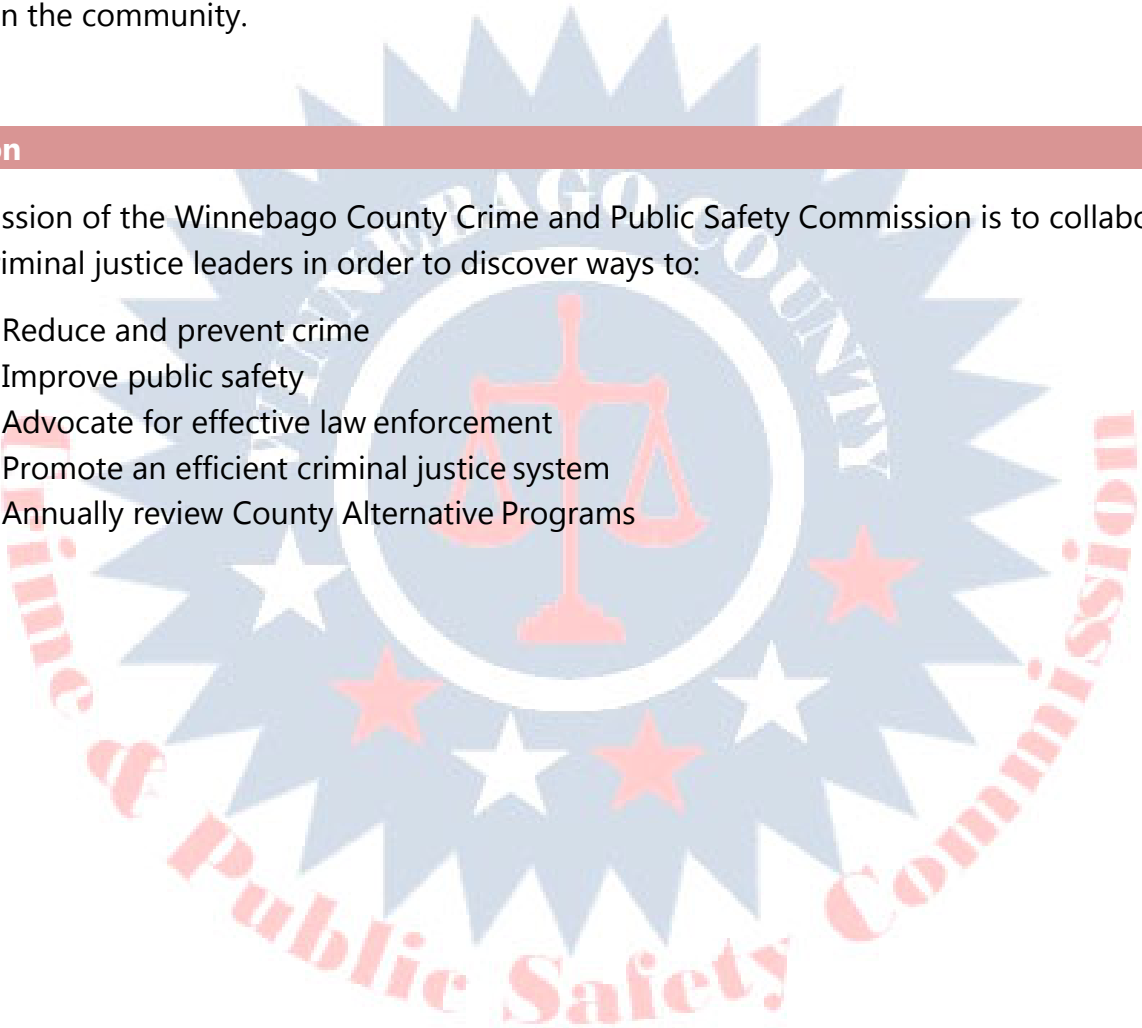 n the community.
on
ssion of the Winnebago County Crime and Public Safety Commission is to collabo
riminal justice leaders in order to discover ways to:
Reduce and prevent crime
Improve public safety
Advocate for effective law enforcement
Promote an efficient criminal justice system
Annually review County Alternative Programs
WINNEBAGO COUNTY
Crime & Public Safety Commission